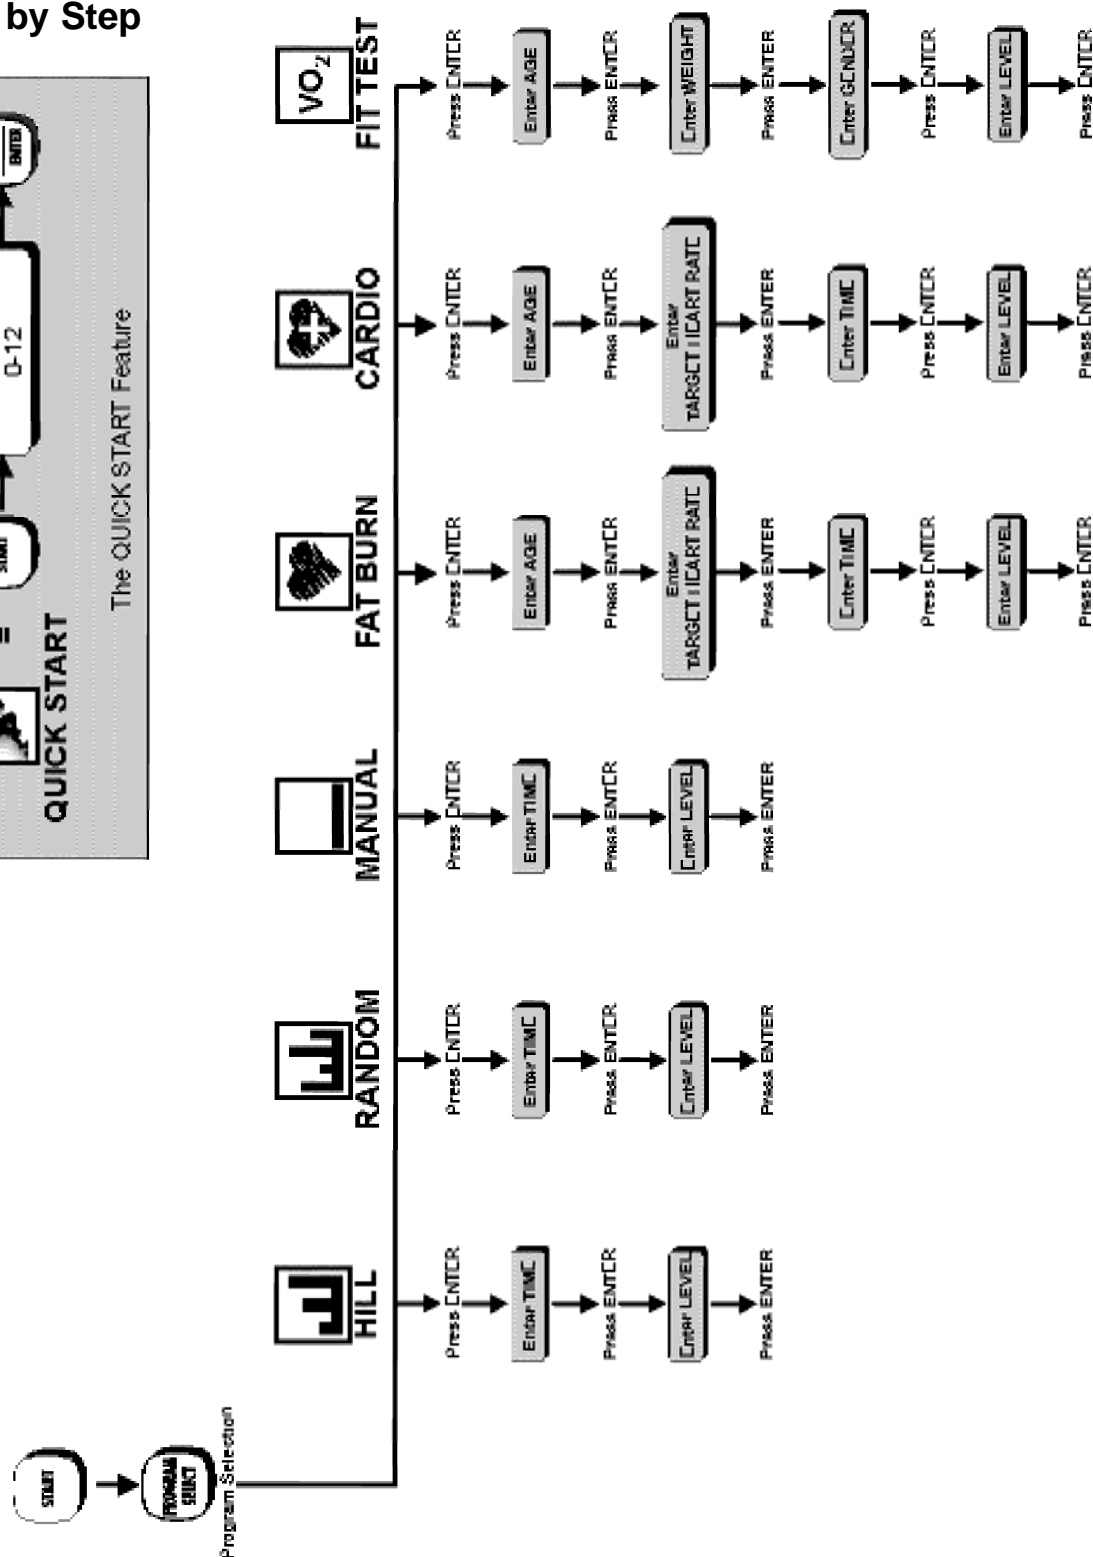 by Step
START
ENTER
0-12
=
QUICK START
The QUICK START Feature
START
PROGRAM
SELECT
Program Selection
HILL
Press ENTER
Enter TIME
Press ENTER
Enter LEVEL
Press ENTER
RANDOM
Press ENTER
Enter TIME
Press ENTER
Enter LEVEL
Press ENTER
MANUAL
Press ENTER
Enter TIME
Press ENTER
Enter LEVEL
Press ENTER
FAT BURN
Press ENTER
Enter AGE
Press ENTER
Enter
TARGET HEART RATE
Press ENTER
Enter TIME
Press ENTER
Enter LEVEL
Press ENTER
CARDIO
Press ENTER
Enter AGE
Press ENTER
Enter
TARGET HEART RATE
Press ENTER
Enter TIME
Press ENTER
Enter LEVEL
Press ENTER
VO₂
FIT TEST
Press ENTER
Enter AGE
Press ENTER
Enter WEIGHT
Press ENTER
Enter GENDER
Press ENTER
Enter LEVEL
Press ENTER